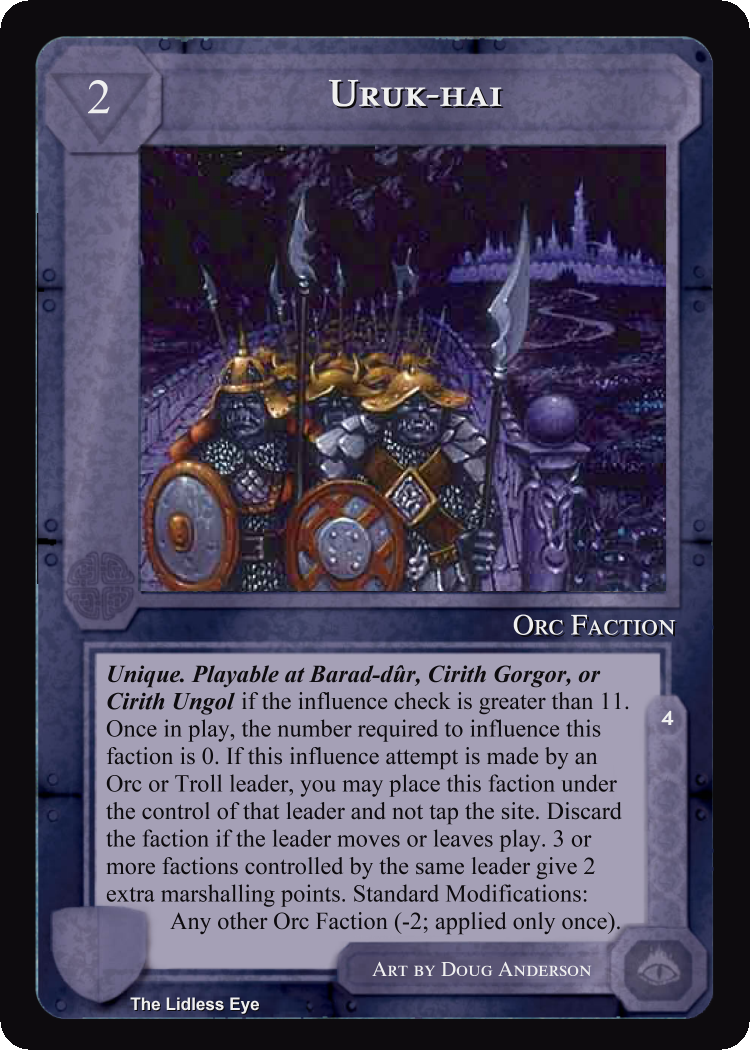 2
Uruk-hai
Orc Faction
Unique. Playable at Barad-dûr, Cirith Gorgor, or
Cirith Ungol if the influence check is greater than 11.
Once in play, the number required to influence this
faction is 0. If this influence attempt is made by an
Orc or Troll leader, you may place this faction under
the control of that leader and not tap the site. Discard
the faction if the leader moves or leaves play. 3 or
more factions controlled by the same leader give 2
extra marshalling points. Standard Modifications:
Any other Orc Faction (-2; applied only once).
4
Art by Doug Anderson
The Lidless Eye